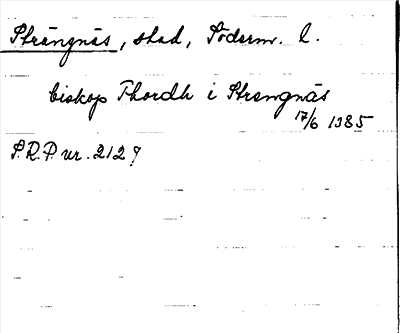 Strängnäs, stad, Söderm. l.
biskop Thordh i Strengnäs
17/6 1385
S.R.P. nr. 2127